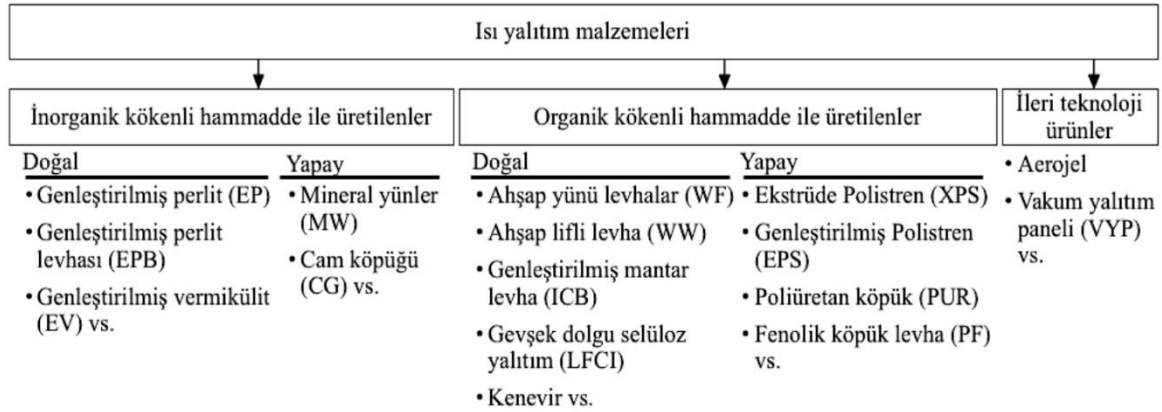 Isı yalıtım malzemeleri
İnorganik kökenli hammadde ile üretilenler
Doğal
• Genleştirilmiş perlit (EP)
• Genleştirilmiş perlit
levhası (EPB)
• Genleştirilmiş vermikülit
(EV) vs.
Yapay
• Mineral yünler
(MW)
• Cam köpüğü
(CG) vs.
Organik kökenli hammadde ile üretilenler
Doğal
• Ahşap yünü levhalar (WF)
• Ahşap lifli levha (WW)
• Genleştirilmiş mantar
levha (ICB)
• Gevşek dolgu selüloz
yalıtım (LFCI)
• Kenevir vs.
Yapay
• Ekstrüde Polistren (XPS)
• Genleştirilmiş Polistren
(EPS)
• Poliüretan köpük (PUR)
• Fenolik köpük levha (PF)
vs.
İleri teknoloji
ürünler
• Aerojel
• Vakum yalıtım
paneli (VYP)
vs.